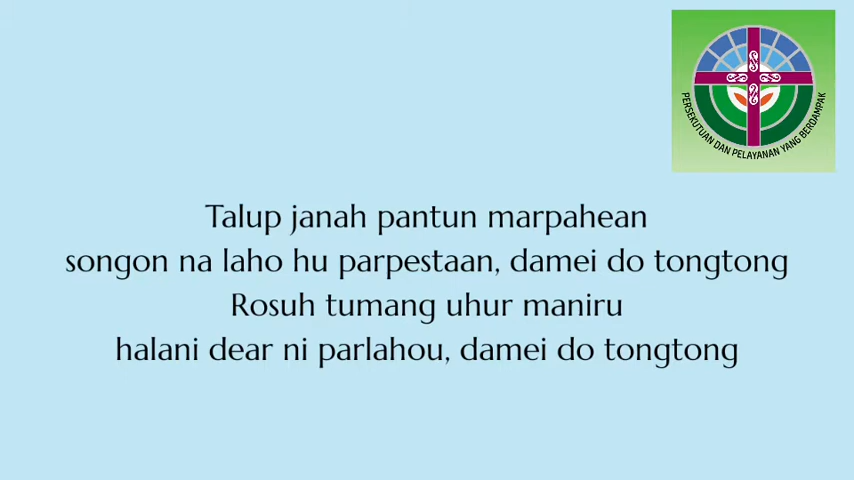 PERSEKUTUAN DAN PELAYANAN YANG BERDAMPAK
Talup janah pantun marpahean
songon na laho hu parpestaan, damei do tongtong
Rosuh tumang uhur maniru
halani dear ni parlahou, damei do tongtong